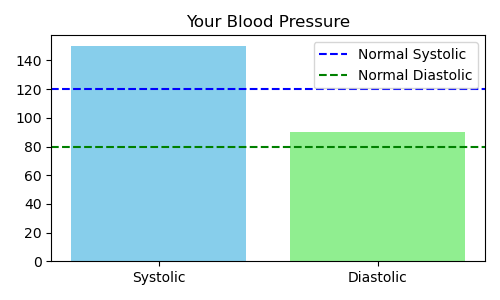 Your Blood Pressure
Normal Systolic
Normal Diastolic
140
120
100
80
60
40
20
0
Systolic
Diastolic